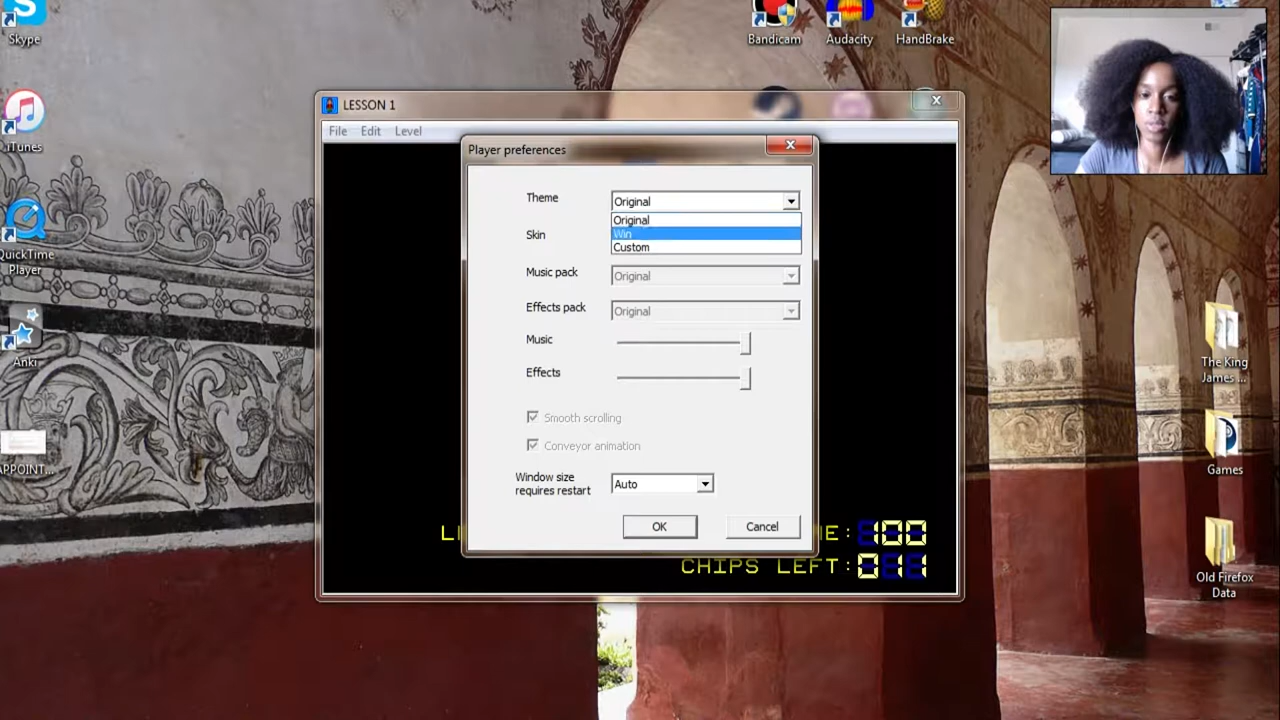 Skype
Bandicam
Audacity
HandBrake
iTunes
QuickTime
Player
Anki
APPOINT...
LESSON 1
File Edit Level
Player preferences
Theme
Original
Original
Win
Custom
Skin
Music pack
Original
Effects pack
Original
Music
Effects
Smooth scrolling
Conveyor animation
Window size
requires restart
Auto
OK
Cancel
E:100
CHIPS LEFT:011
The King
James ...
Games
Old Firefox
Data